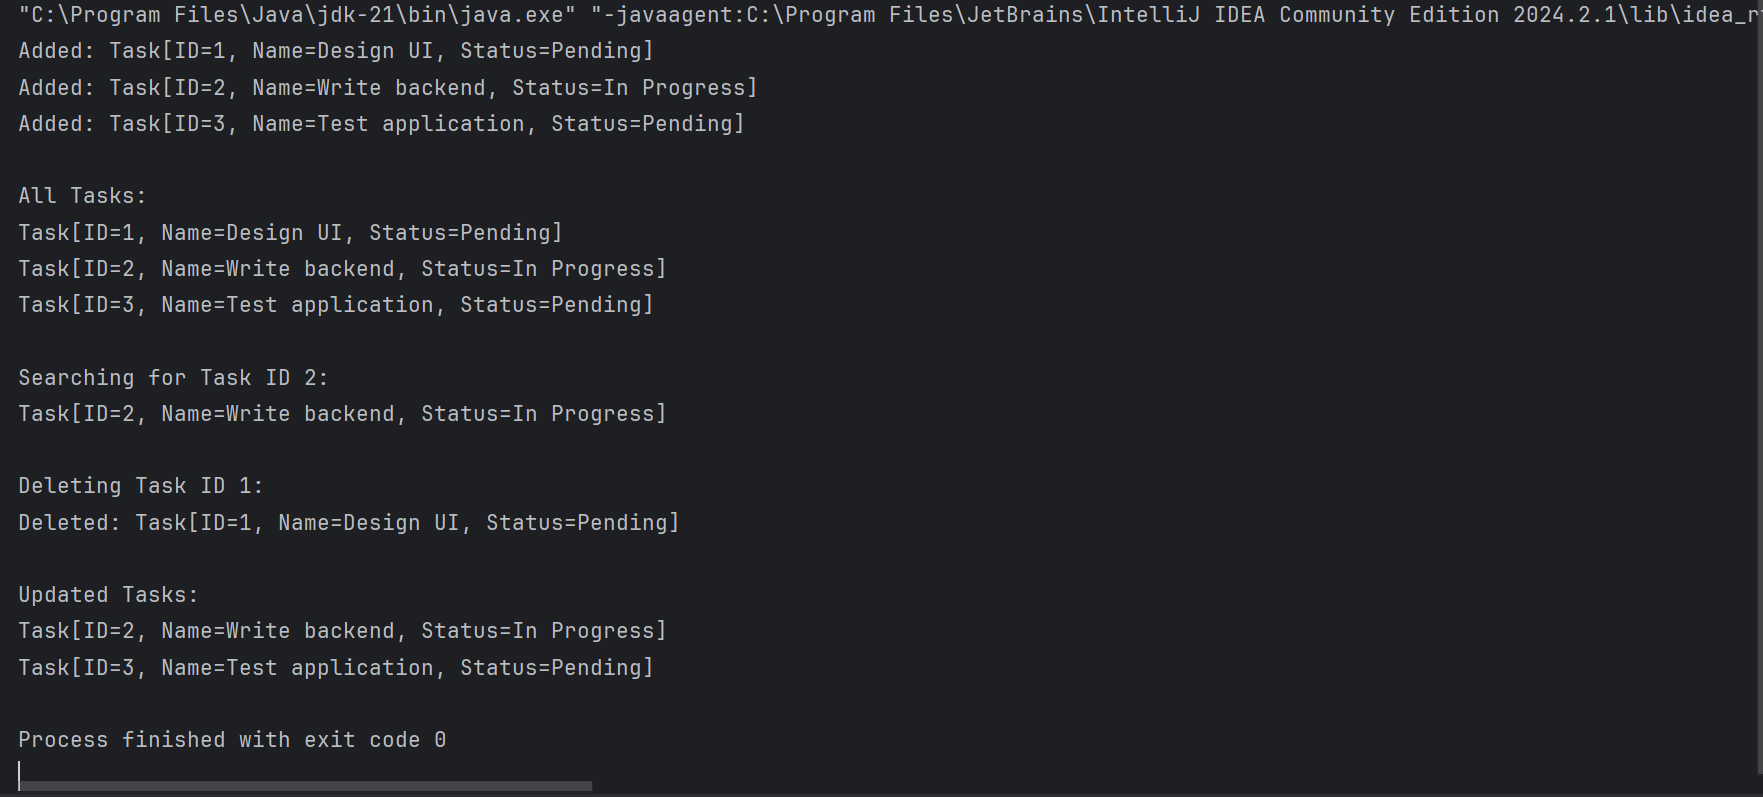 "C:\Program Files\Java\jdk-21\bin\java.exe" "-javaagent:C:\Program Files\JetBrains\IntelliJ IDEA Community Edition 2024.2.1\lib\idea_r
Added: Task[ID=1, Name=Design UI, Status=Pending]
Added: Task[ID=2, Name=Write backend, Status=In Progress]
Added: Task[ID=3, Name=Test application, Status=Pending]
All Tasks:
Task[ID=1, Name=Design UI, Status=Pending]
Task[ID=2, Name=Write backend, Status=In Progress]
Task[ID=3, Name=Test application, Status=Pending]
Searching for Task ID 2:
Task[ID=2, Name=Write backend, Status=In Progress]
Deleting Task ID 1:
Deleted: Task[ID=1, Name=Design UI, Status=Pending]
Updated Tasks:
Task[ID=2, Name=Write backend, Status=In Progress]
Task[ID=3, Name=Test application, Status=Pending]
Process finished with exit code 0